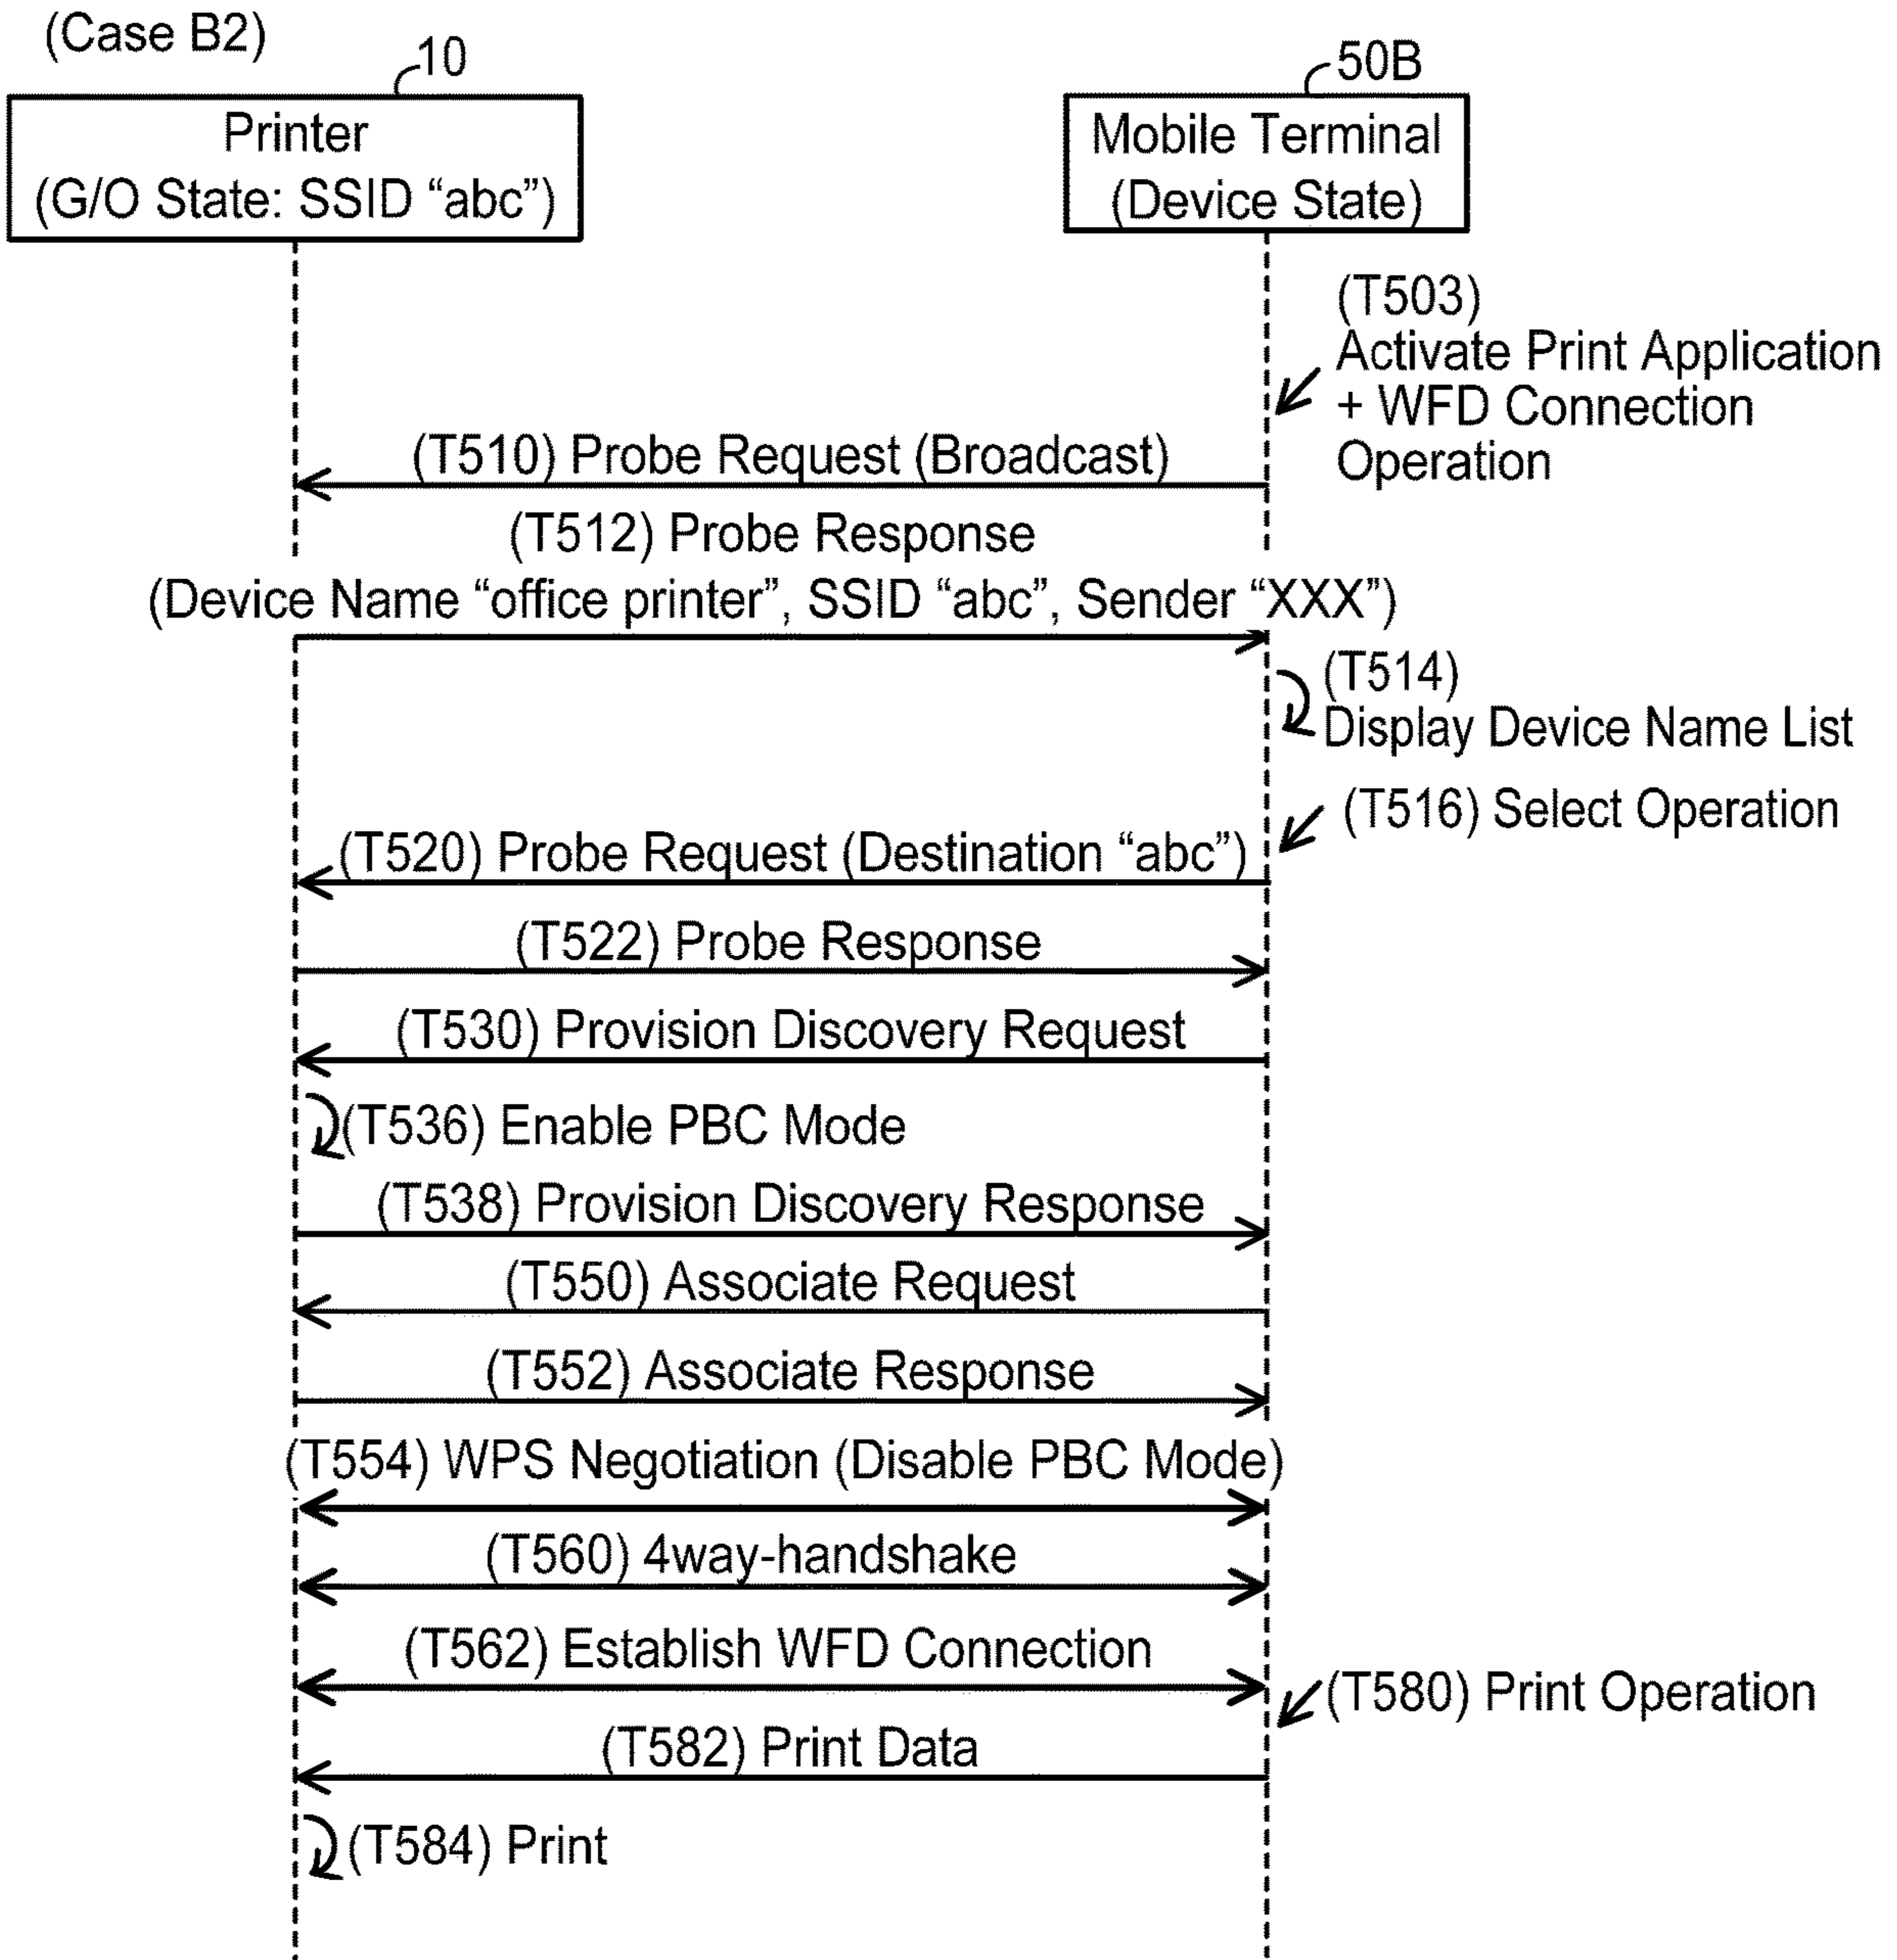 (Case B2)
10
50B
Printer
(G/O State: SSID “abc”)
Mobile Terminal
(Device State)
(T503)
Activate Print Application
+ WFD Connection
Operation
(T510) Probe Request (Broadcast)
(T512) Probe Response
(Device Name “office printer”, SSID “abc”, Sender “XXX”)
(T514)
Display Device Name List
(T516) Select Operation
(T520) Probe Request (Destination “abc”)
(T522) Probe Response
(T530) Provision Discovery Request
(T536) Enable PBC Mode
(T538) Provision Discovery Response
(T550) Associate Request
(T552) Associate Response
(T554) WPS Negotiation (Disable PBC Mode)
(T560) 4way-handshake
(T562) Establish WFD Connection
(T580) Print Operation
(T582) Print Data
(T584) Print